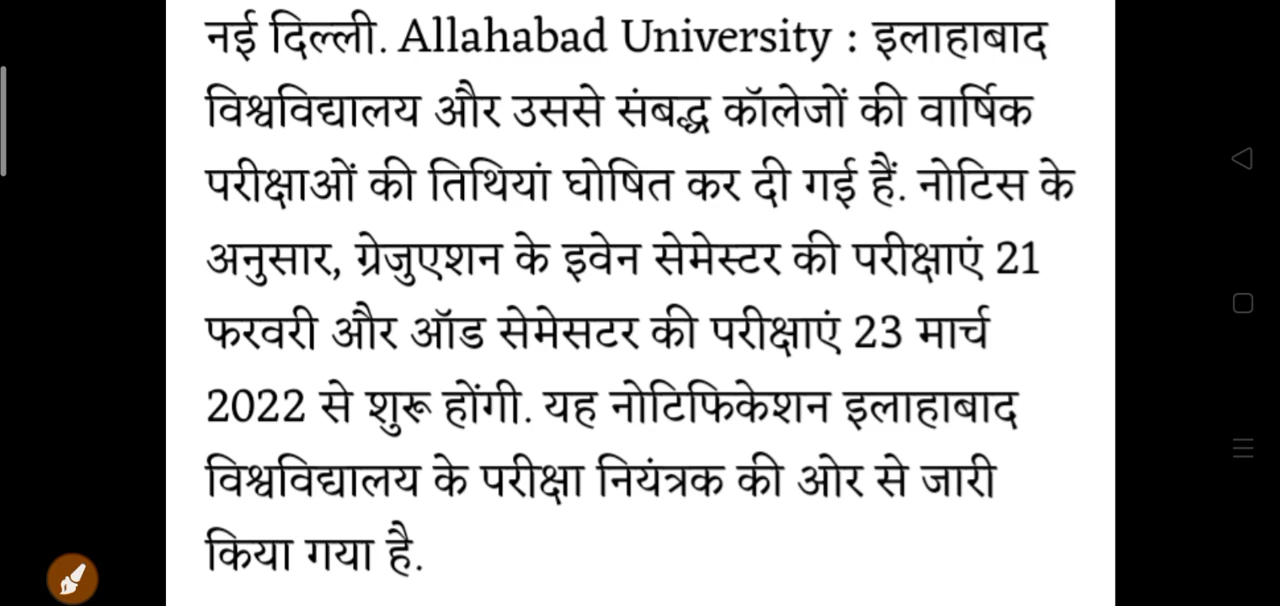 नई दिल्ली. Allahabad University : इलाहाबाद
विश्वविद्यालय और उससे संबद्ध कॉलेजों की वार्षिक
परीक्षाओं की तिथियां घोषित कर दी गई हैं. नोटिस के
अनुसार, ग्रेजुएशन के इवेन सेमेस्टर की परीक्षाएं 21
फरवरी और ऑड सेमेसटर की परीक्षाएं 23 मार्च
2022 से शुरू होंगी. यह नोटिफिकेशन इलाहाबाद
विश्वविद्यालय के परीक्षा नियंत्रक की ओर से जारी
किया गया है.